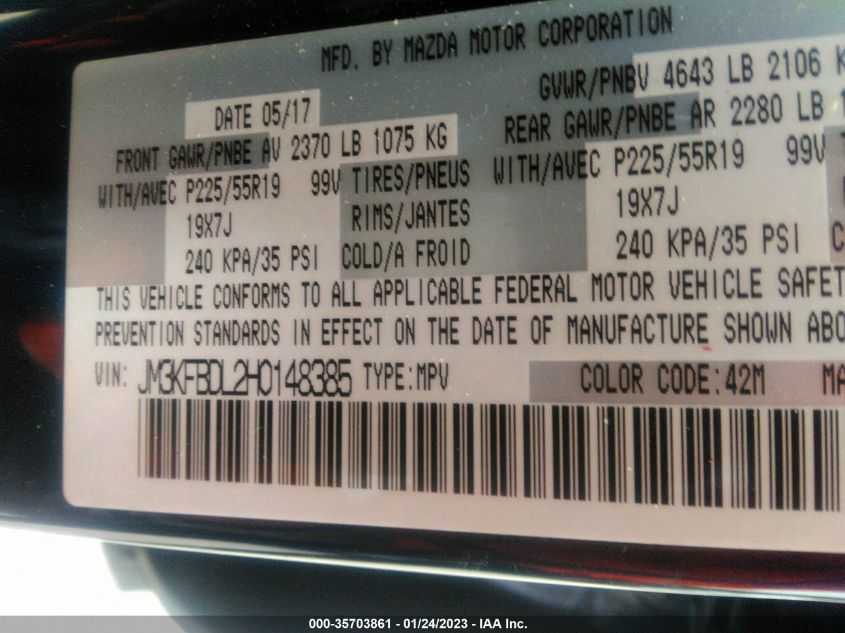 MFD. BY MAZDA MOTOR CORPORATION
DATE 05/17 GVWR/PNBV 4643 LB 2106
FRONT GAWR/PNBE AV 2370 LB 1075 KG REAR GAWR/PNBE AR 2280 LB
WITH/AVEC P225/55R19 99V TIRES/PNEUS WITH/AVEC P225/55R19 99V
19X7J RIMS/JANTES 19X7J
240 KPA/35 PSI COLD/A FROID 240 KPA/35 PSI
THIS VEHICLE CONFORMS TO ALL APPLICABLE FEDERAL MOTOR VEHICLE SAFET
PREVENTION STANDARDS IN EFFECT ON THE DATE OF MANUFACTURE SHOWN ABO
VIN: JM3KFBDL2H0148385 TYPE:MPV COLOR CODE:42M MA
000-35703861 - 01/24/2023 - IAA Inc.